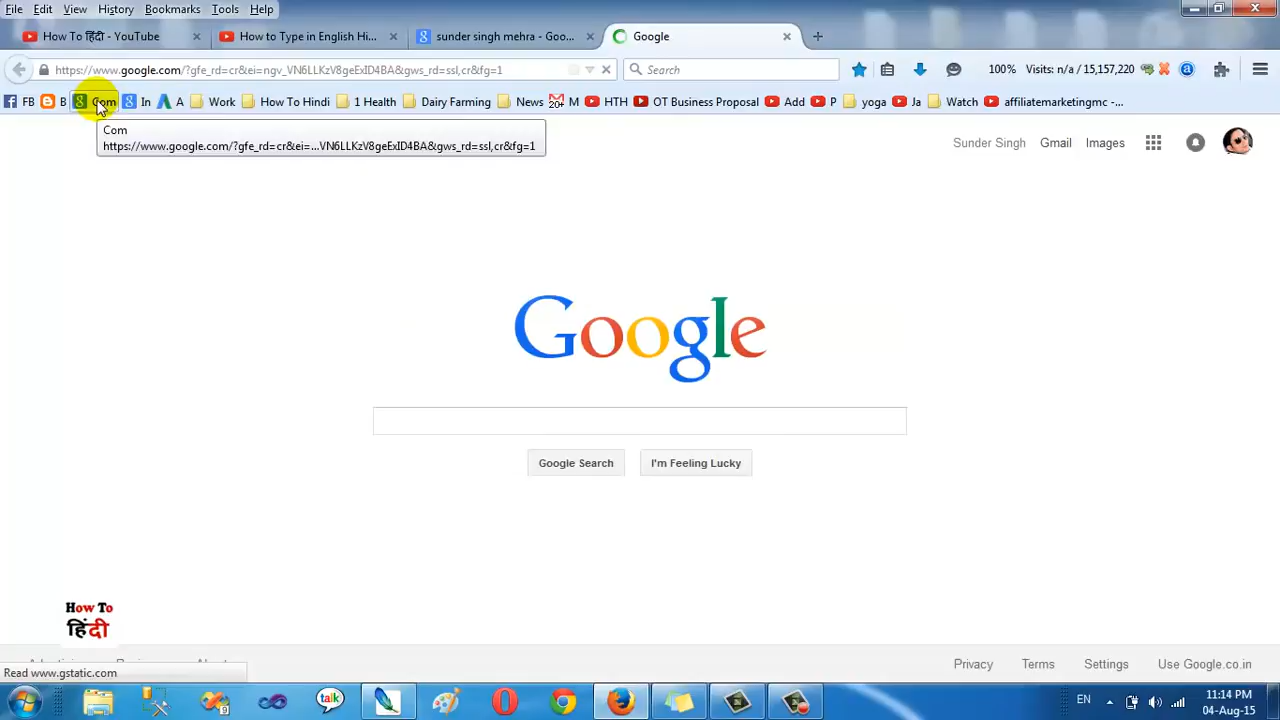 File Edit View History Bookmarks Tools Help
How To हिंदी - YouTube
How to Type in English Hi...
sunder singh mehra - Goo...
Google
https://www.google.com/?gfe_rd=cr&ei=ngv_VN6LLKzV8geExID4BA&gws_rd=ssl,cr&fg=1
Search
100% Visits: n/a / 15,157,220
FB B Com In A Work How To Hindi 1 Health Dairy Farming News M HTH OT Business Proposal Add P yoga Ja Watch affiliatemarketingmc -...
Com
https://www.google.com/?gfe_rd=cr&ei=...VN6LLKzV8geExID4BA&gws_rd=ssl,cr&fg=1
Sunder Singh Gmail Images
Google
Google Search I'm Feeling Lucky
How To
हिंदी
Privacy Terms Settings Use Google.co.in
Read www.gstatic.com
talk
EN
11:14 PM
04-Aug-15